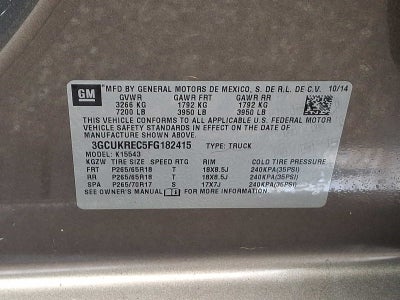 GM MFD BY GENERAL MOTORS DE MEXICO, S. DE R.L. DE C.V. 10/14
GVWR GAWR FRT GAWR RR
3266 KG 1792 KG 1792 KG
7200 LB 3950 LB 3950 LB
THIS VEHICLE CONFORMS TO ALL APPLICABLE U.S. FEDERAL MOTOR
VEHICLE SAFETY AND THEFT PREVENTION STANDARDS IN EFFECT ON
THE DATE OF MANUFACTURE SHOWN ABOVE.
3GCUKREC5FG182415 TYPE: TRUCK
MODEL: K15543
KGZW TIRE SIZE SPEED RTG RIM COLD TIRE PRESSURE
FRT P265/65R18 T 18X8.5J 240KPA(35PSI)
RR P265/65R18 T 18X8.5J 240KPA(35PSI)
SPA P265/70R17 S 17X7J 240KPA(35PSI)
SEE OWNER'S MANUAL FOR MORE INFORMATION.